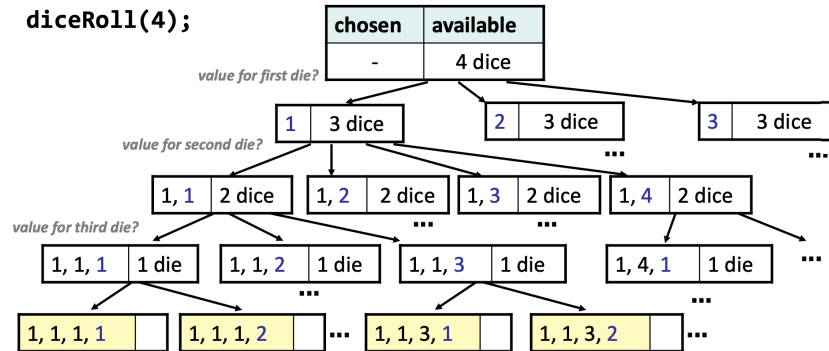 diceRoll(4);
chosen available
- 4 dice
value for first die?
1 3 dice
2 3 dice
3 3 dice
... ...
value for second die?
1, 1 2 dice
1, 2 2 dice
1, 3 2 dice
1, 4 2 dice
... ...
value for third die?
1, 1, 1 1 die
1, 1, 2 1 die
1, 1, 3 1 die
1, 4, 1 1 die
...
... ...
1, 1, 1, 1
1, 1, 1, 2
...
1, 1, 3, 1
1, 1, 3, 2
...